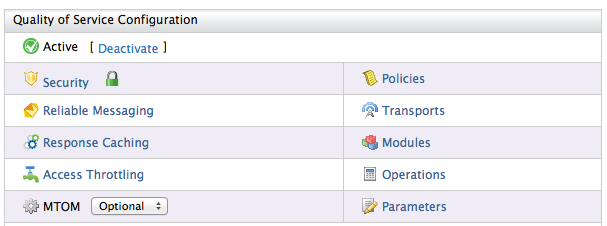 Quality of Service Configuration
Active [ Deactivate ]
Security Policies
Reliable Messaging Transports
Response Caching Modules
Access Throttling Operations
MTOM Optional Parameters